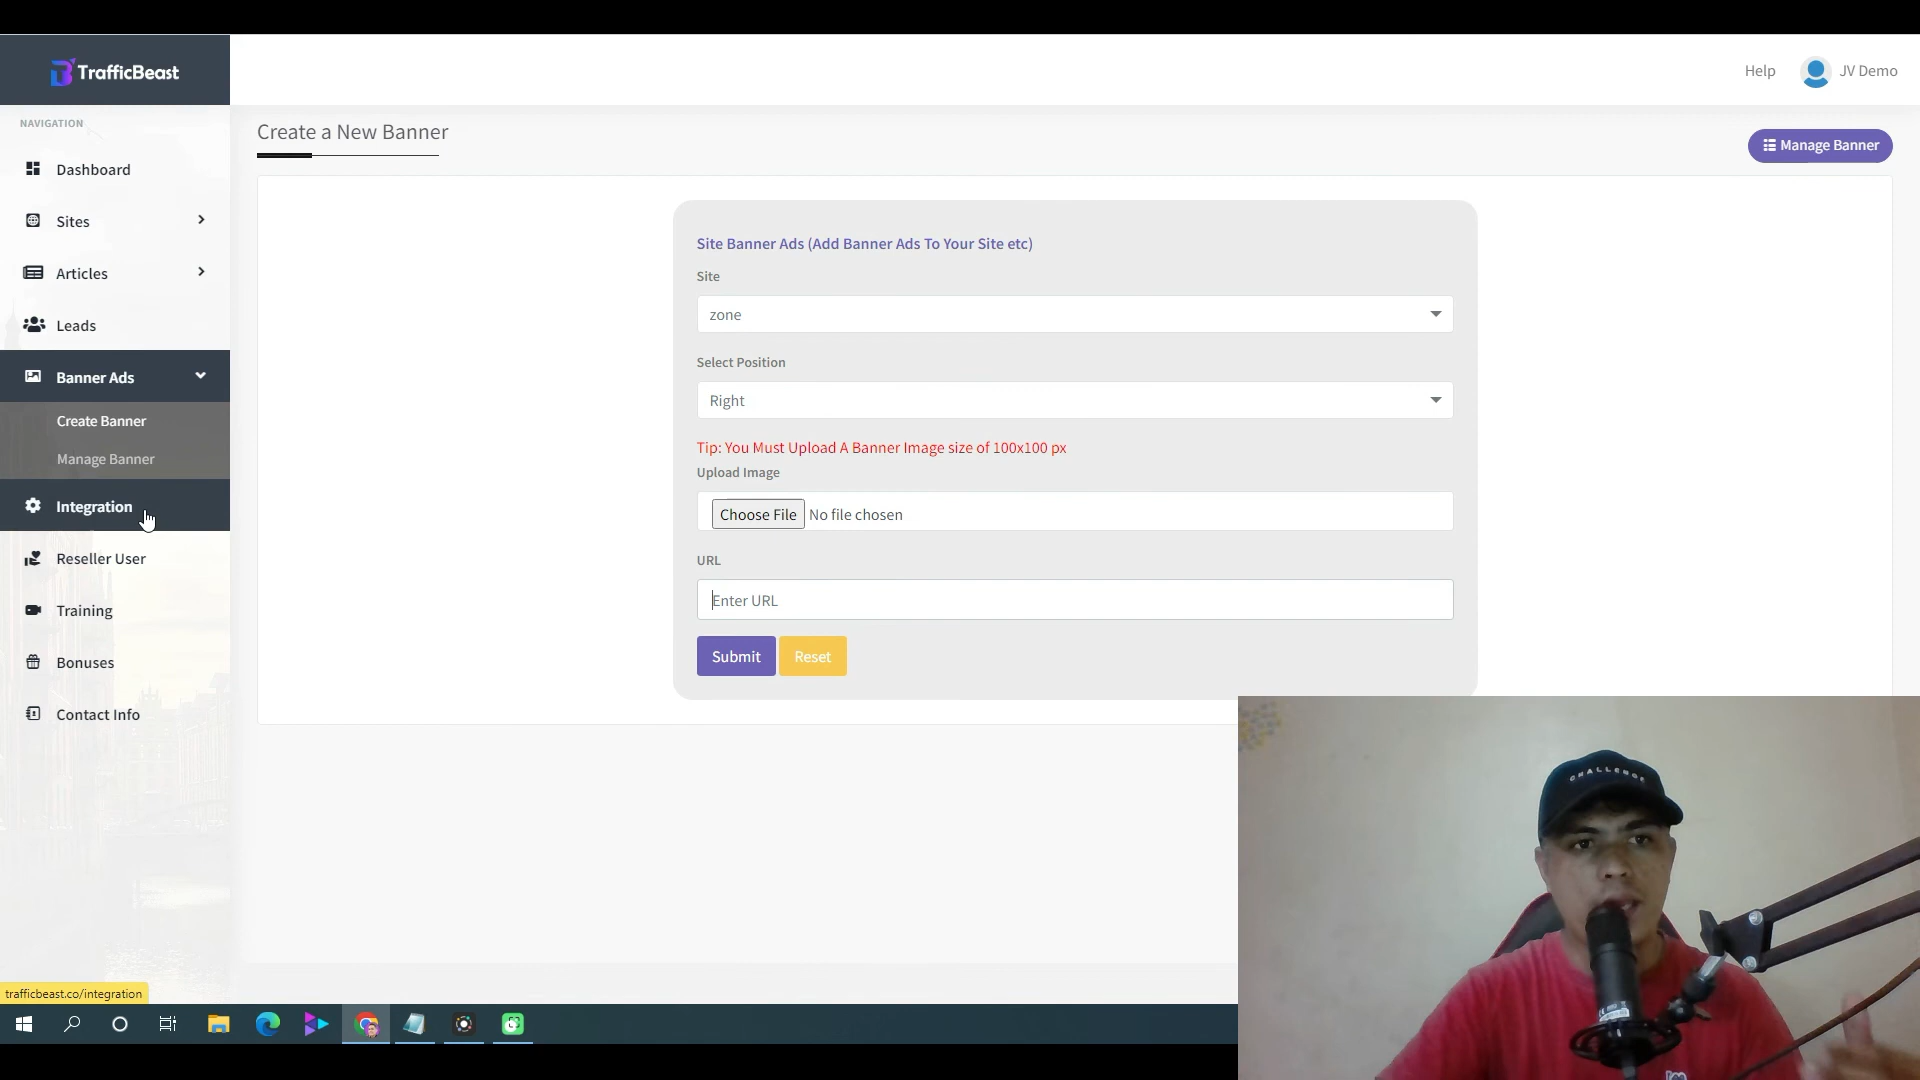 TrafficBeast
Help
JV Demo
NAVIGATION
Dashboard
Sites
Articles
Leads
Banner Ads
Create Banner
Manage Banner
Integration
Reseller User
Training
Bonuses
Contact Info
Create a New Banner
Manage Banner
Site Banner Ads (Add Banner Ads To Your Site etc)
Site
zone
Select Position
Right
Tip: You Must Upload A Banner Image size of 100x100 px
Upload Image
Choose File No file chosen
URL
Enter URL
Submit Reset
CHALLENGE
trafficbeast.co/integration